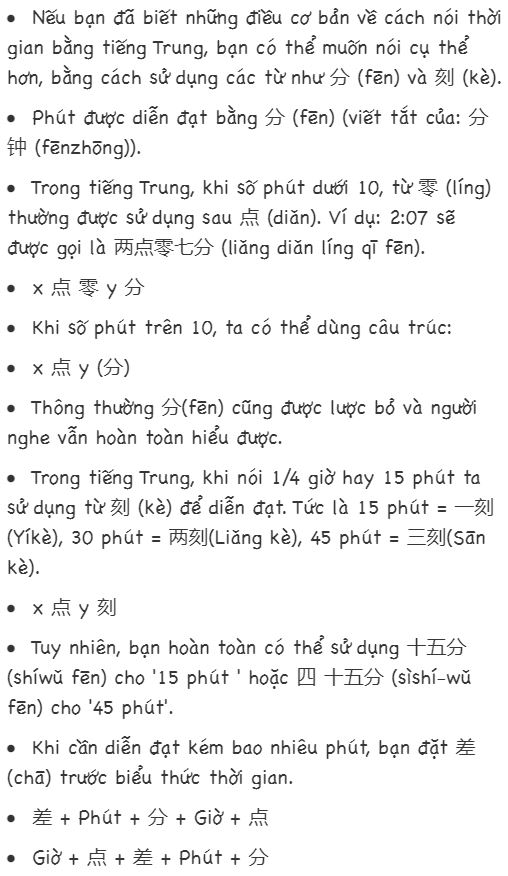 • Nếu bạn đã biết những điều cơ bản về cách nói thời
gian bằng tiếng Trung, bạn có thể muốn nói cụ thể
hơn, bằng cách sử dụng các từ như 分 (fēn) và 刻 (kè).
• Phút được diễn đạt bằng 分 (fēn) (viết tắt của: 分
钟 (fēnzhōng)).
• Trong tiếng Trung, khi số phút dưới 10, từ 零 (líng)
thường được sử dụng sau 点 (diǎn). Ví dụ: 2:07 sẽ
được gọi là 两点零七分 (liǎng diǎn líng qī fēn).
• x 点 零 y 分
• Khi số phút trên 10, ta có thể dùng câu trúc:
• x 点 y (分)
• Thông thường 分(fēn) cũng được lược bỏ và người
nghe vẫn hoàn toàn hiểu được.
• Trong tiếng Trung, khi nói 1/4 giờ hay 15 phút ta
sử dụng từ 刻 (kè) để diễn đạt. Tức là 15 phút = 一刻
(Yíkè), 30 phút = 两刻(Liǎng kè), 45 phút = 三刻(Sān
kè).
• x 点 y 刻
• Tuy nhiên, bạn hoàn toàn có thể sử dụng 十五分
(shíwǔ fēn) cho '15 phút ' hoặc 四 十五分 (sìshí-wǔ
fēn) cho '45 phút'.
• Khi cần diễn đạt kém bao nhiêu phút, bạn đặt 差
(chā) trước biểu thức thời gian.
• 差 + Phút + 分 + Giờ + 点
• Giờ + 点 + 差 + Phút + 分